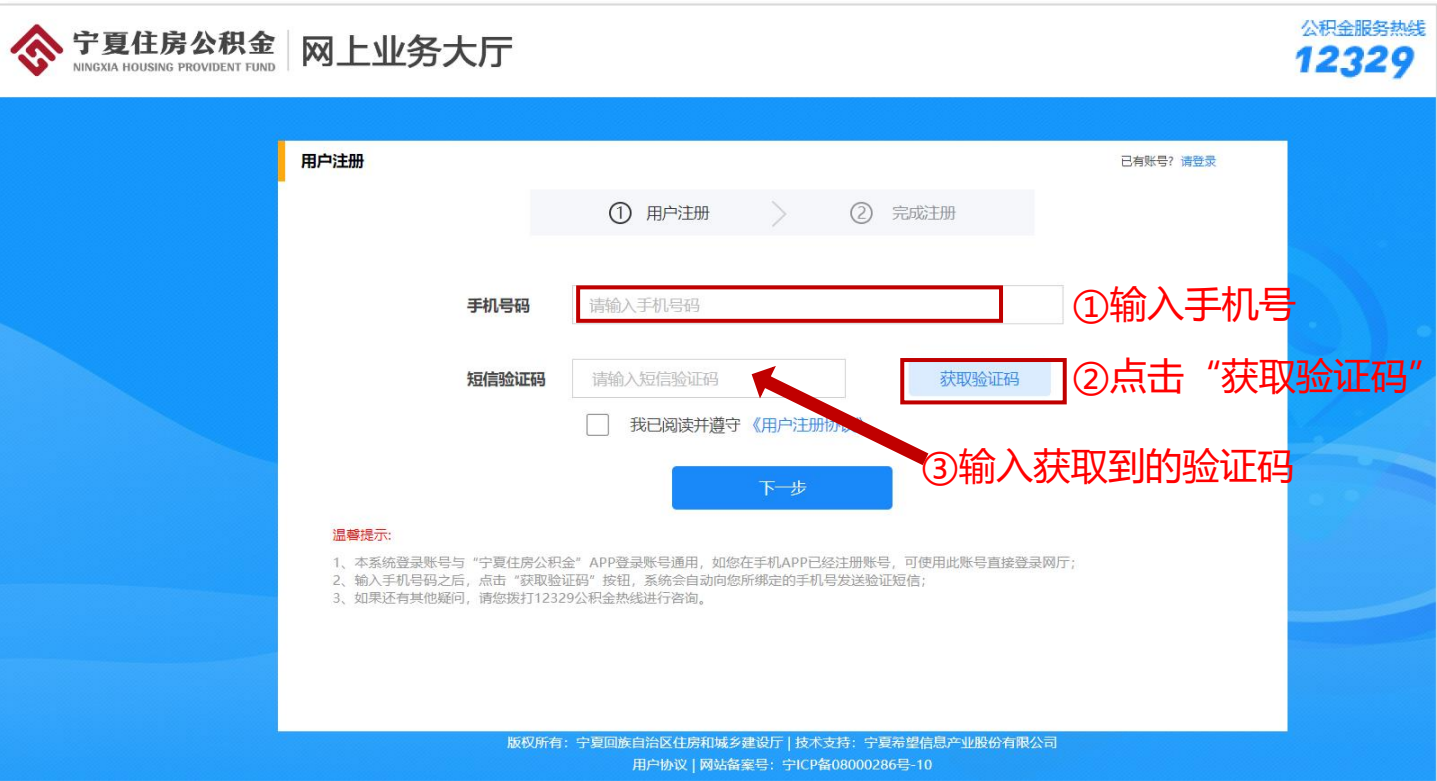 宁夏住房公积金
NINGXIA HOUSING PROVIDENT FUND
网上业务大厅
公积金服务热线
12329
用户注册
已有账号? 请登录
① 用户注册
② 完成注册
手机号码
请输入手机号码
①输入手机号
短信验证码
请输入短信验证码
获取验证码
②点击“获取验证码”
我已阅读并遵守《用户注册协议
③输入获取到的验证码
下一步
温馨提示:
1、本系统登录账号与“宁夏住房公积金”APP登录账号通用，如您在手机APP已经注册账号，可使用此账号直接登录网厅；
2、输入手机号码之后，点击“获取验证码”按钮，系统会自动向您所绑定的手机号发送验证短信；
3、如果还有其他疑问，请您拨打12329公积金热线进行咨询。
版权所有：宁夏回族自治区住房和城乡建设厅 | 技术支持：宁夏希望信息产业股份有限公司
用户协议 | 网站备案号：宁ICP备08000286号-10